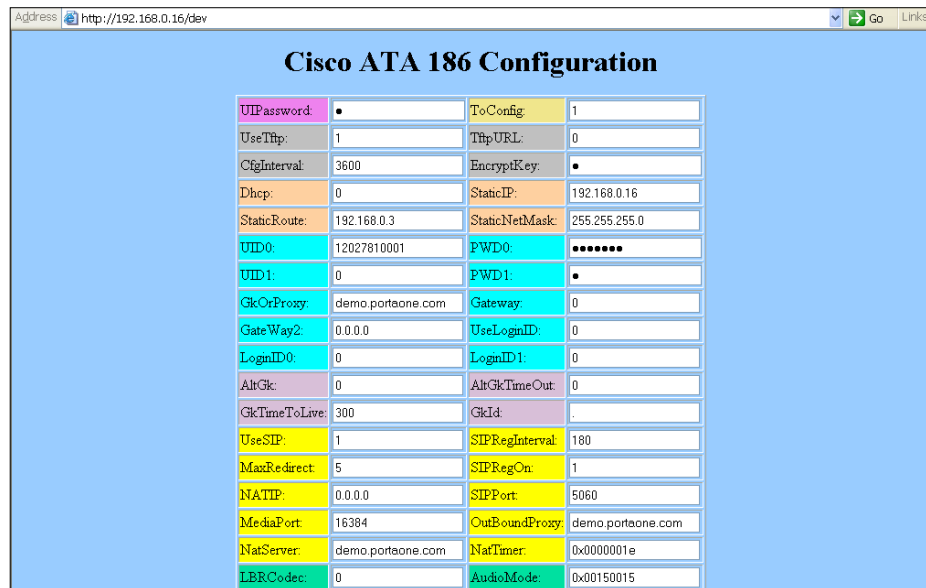 Address http://192.168.0.16/dev Go Links
Cisco ATA 186 Configuration
UIPassword: ● ToConfig: 1
UseTftp: 1 TftpURL: 0
CfgInterval: 3600 EncryptKey: ●
Dhcp: 0 StaticIP: 192.168.0.16
StaticRoute: 192.168.0.3 StaticNetMask: 255.255.255.0
UID0: 12027810001 PWD0: ●●●●●●●
UID1: 0 PWD1: ●
GkOrProxy: demo.portaone.com Gateway: 0
GateWay2: 0.0.0.0 UseLoginID: 0
LoginID0: 0 LoginID1: 0
AltGk: 0 AltGkTimeOut: 0
GkTimeToLive: 300 GkId: .
UseSIP: 1 SIPRegInterval: 180
MaxRedirect: 5 SIPRegOn: 1
NATIP: 0.0.0.0 SIPPort: 5060
MediaPort: 16384 OutBoundProxy: demo.portaone.com
NatServer: demo.portaone.com NatTimer: 0x0000001e
LBRCodec: 0 AudioMode: 0x00150015